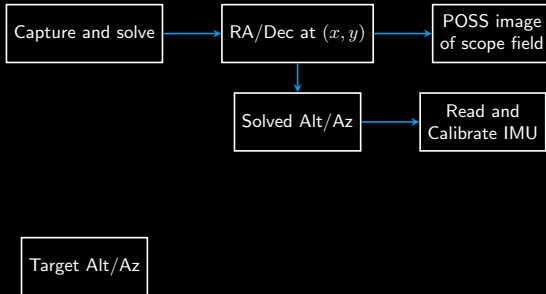 Capture and solve
RA/Dec at (x, y)
POSS image
of scope field
Solved Alt/Az
Read and
Calibrate IMU
Target Alt/Az